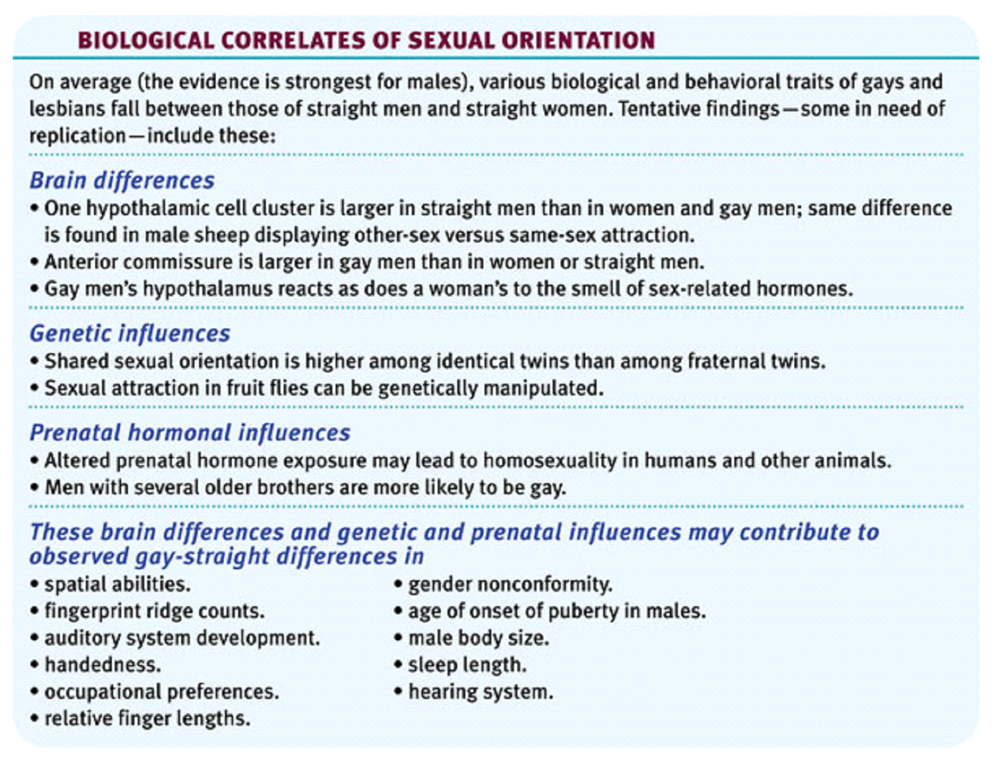 BIOLOGICAL CORRELATES OF SEXUAL ORIENTATION
On average (the evidence is strongest for males), various biological and behavioral traits of gays and
lesbians fall between those of straight men and straight women. Tentative findings—some in need of
replication—include these:
Brain differences
• One hypothalamic cell cluster is larger in straight men than in women and gay men; same difference
is found in male sheep displaying other-sex versus same-sex attraction.
• Anterior commissure is larger in gay men than in women or straight men.
• Gay men's hypothalamus reacts as does a woman's to the smell of sex-related hormones.
Genetic influences
• Shared sexual orientation is higher among identical twins than among fraternal twins.
• Sexual attraction in fruit flies can be genetically manipulated.
Prenatal hormonal influences
• Altered prenatal hormone exposure may lead to homosexuality in humans and other animals.
• Men with several older brothers are more likely to be gay.
These brain differences and genetic and prenatal influences may contribute to
observed gay-straight differences in
• spatial abilities.
• fingerprint ridge counts.
• auditory system development.
• handedness.
• occupational preferences.
• relative finger lengths.
• gender nonconformity.
• age of onset of puberty in males.
• male body size.
• sleep length.
• hearing system.